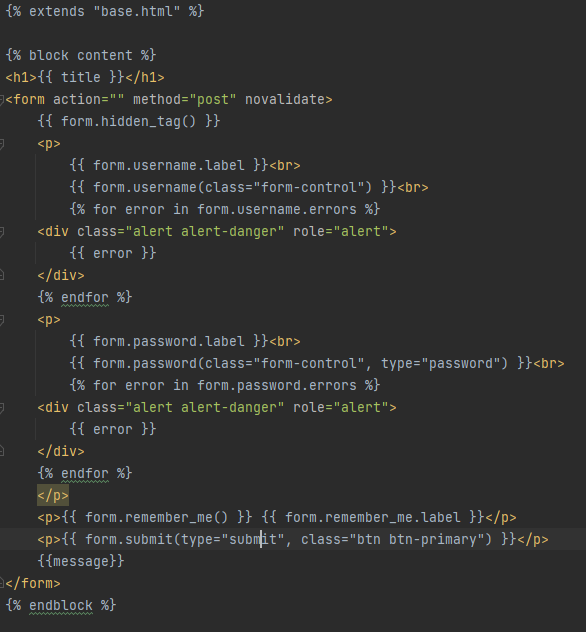 {% extends "base.html" %}
{% block content %}
<h1>{{ title }}</h1>
<form action="" method="post" novalidate>
    {{ form.hidden_tag() }}
    <p>
        {{ form.username.label }}<br>
        {{ form.username(class="form-control") }}<br>
        {% for error in form.username.errors %}
    <div class="alert alert-danger" role="alert">
        {{ error }}
    </div>
    {% endfor %}
    <p>
        {{ form.password.label }}<br>
        {{ form.password(class="form-control", type="password") }}<br>
        {% for error in form.password.errors %}
    <div class="alert alert-danger" role="alert">
        {{ error }}
    </div>
    {% endfor %}
    </p>
    <p>{{ form.remember_me() }} {{ form.remember_me.label }}</p>
    <p>{{ form.submit(type="submit", class="btn btn-primary") }}</p>
    {{message}}
</form>
{% endblock %}